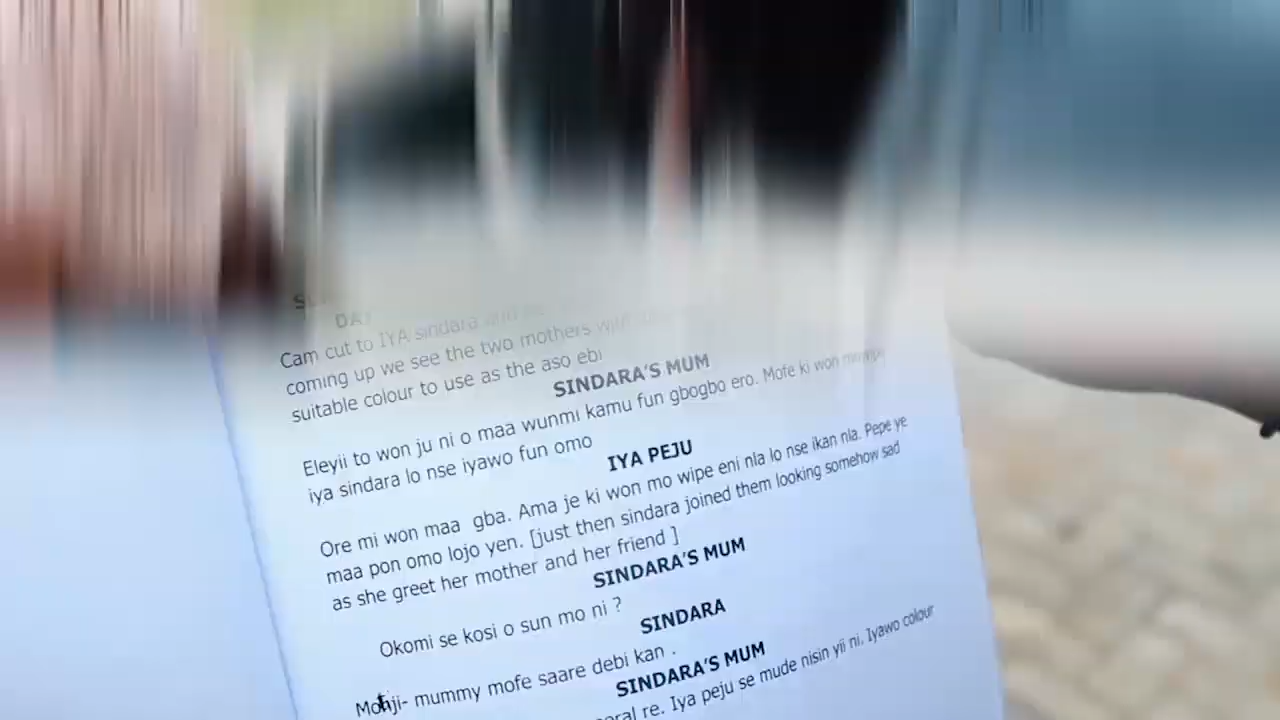 DAY
Cam cut to IYA sindara and
coming up we see the two mothers with
suitable colour to use as the aso ebi
SINDARA'S MUM
Eleyii to won ju ni o maa wunmi kamu fun gbogbo ero. Mofe ki won mowipe
iya sindara lo nse iyawo fun omo
IYA PEJU
Ore mi won maa gba. Ama je ki won mo wipe eni nla lo nse ikan nla. Pepe ye
maa pon omo lojo yen. [just then sindara joined them looking somehow sad
as she greet her mother and her friend ]
SINDARA'S MUM
Okomi se kosi o sun mo ni ?
SINDARA
- mummy mofe saare debi kan .
SINDARA'S MUM
re. Iya peju se mude nisin yii ni. Iyawo colour